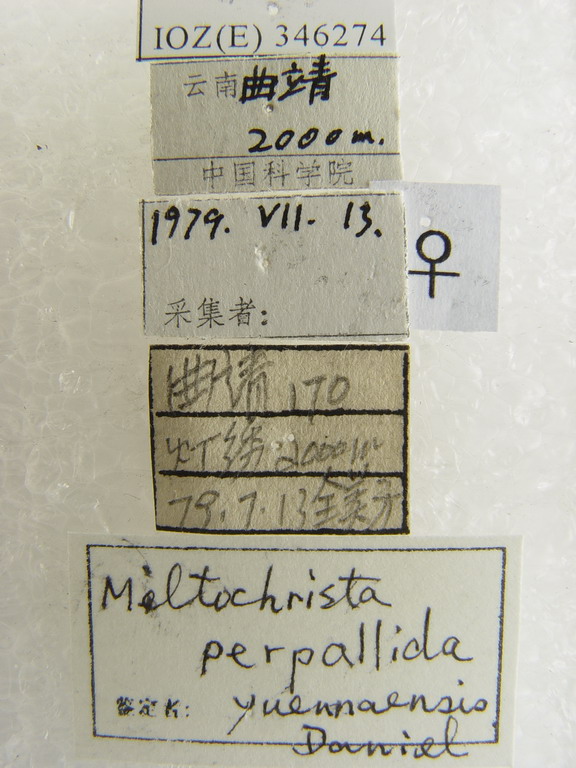 IOZ(E) 346274
云南曲靖
2000m.
中国科学院
1979. VII. 13.
采集者:
♀
曲靖 170
灯绣 2000m
79.7.13
Miltochrista
perpallida
鉴定者: yuennaensis
Daniel